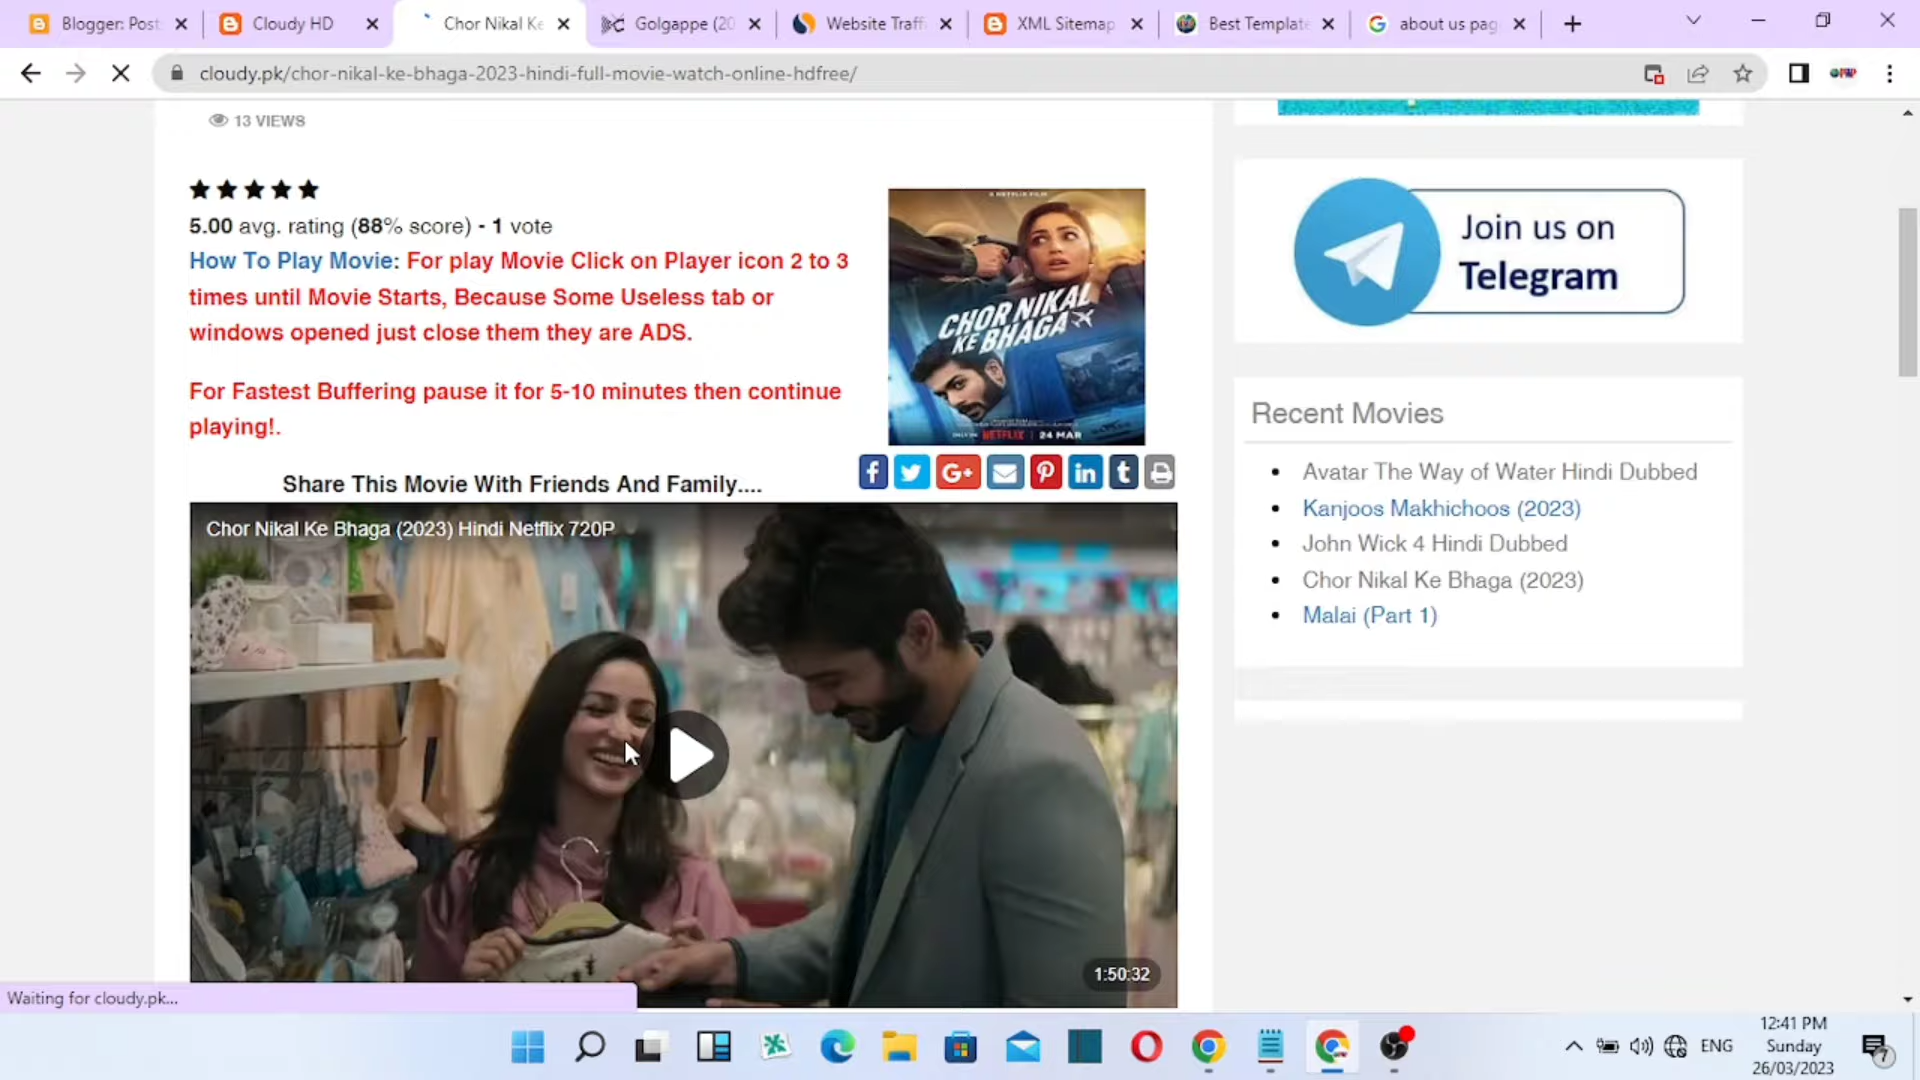 Blogger: Post
Cloudy HD
Chor Nikal Ke
Golgappe (20
Website Traff
XML Sitemap
Best Template
about us pag
cloudy.pk/chor-nikal-ke-bhaga-2023-hindi-full-movie-watch-online-hdfree/
13 VIEWS
5.00 avg. rating (88% score) - 1 vote
How To Play Movie: For play Movie Click on Player icon 2 to 3
times until Movie Starts, Because Some Useless tab or
windows opened just close them they are ADS.
For Fastest Buffering pause it for 5-10 minutes then continue
playing!.
A NETFLIX FILM
CHOR NIKAL
KE BHAGA
ONLY ON NETFLIX | 24 MAR
Share This Movie With Friends And Family....
Chor Nikal Ke Bhaga (2023) Hindi Netflix 720P
1:50:32
Join us on
Telegram
Recent Movies
Avatar The Way of Water Hindi Dubbed
Kanjoos Makhichoos (2023)
John Wick 4 Hindi Dubbed
Chor Nikal Ke Bhaga (2023)
Malai (Part 1)
Waiting for cloudy.pk...
ENG
12:41 PM
Sunday
26/03/2023
7